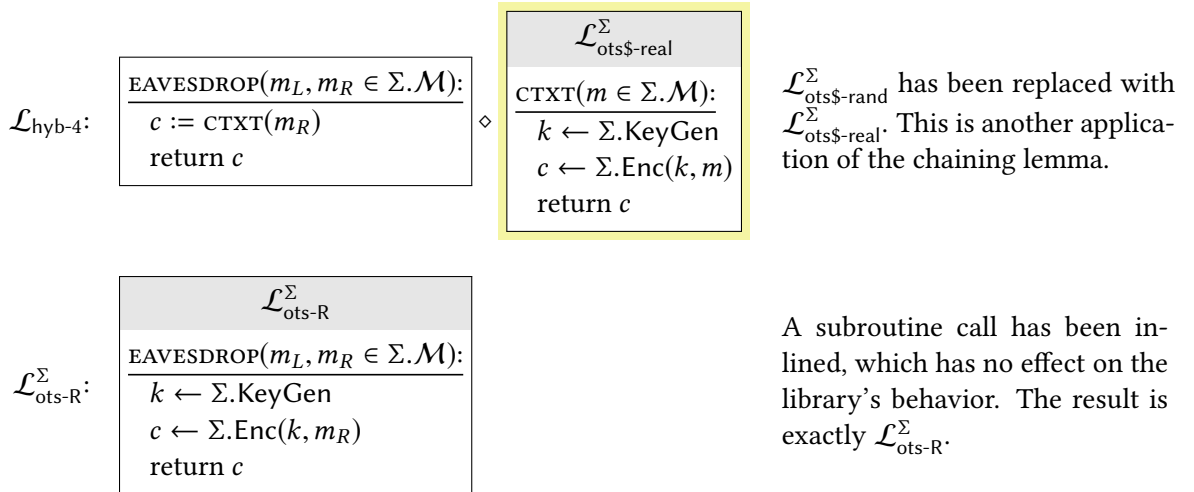 𝓛_hyb-4:
EAVESDROP(m_L, m_R ∈ Σ.𝓜):
c := CTXT(m_R)
return c
⋄
𝓛^Σ_ots$-real
CTXT(m ∈ Σ.𝓜):
k ← Σ.KeyGen
c ← Σ.Enc(k, m)
return c
𝓛^Σ_ots$-rand has been replaced with
𝓛^Σ_ots$-real. This is another applica-
tion of the chaining lemma.
𝓛^Σ_ots-R:
𝓛^Σ_ots-R
EAVESDROP(m_L, m_R ∈ Σ.𝓜):
k ← Σ.KeyGen
c ← Σ.Enc(k, m_R)
return c
A subroutine call has been in-
lined, which has no effect on the
library's behavior. The result is
exactly 𝓛^Σ_ots-R.